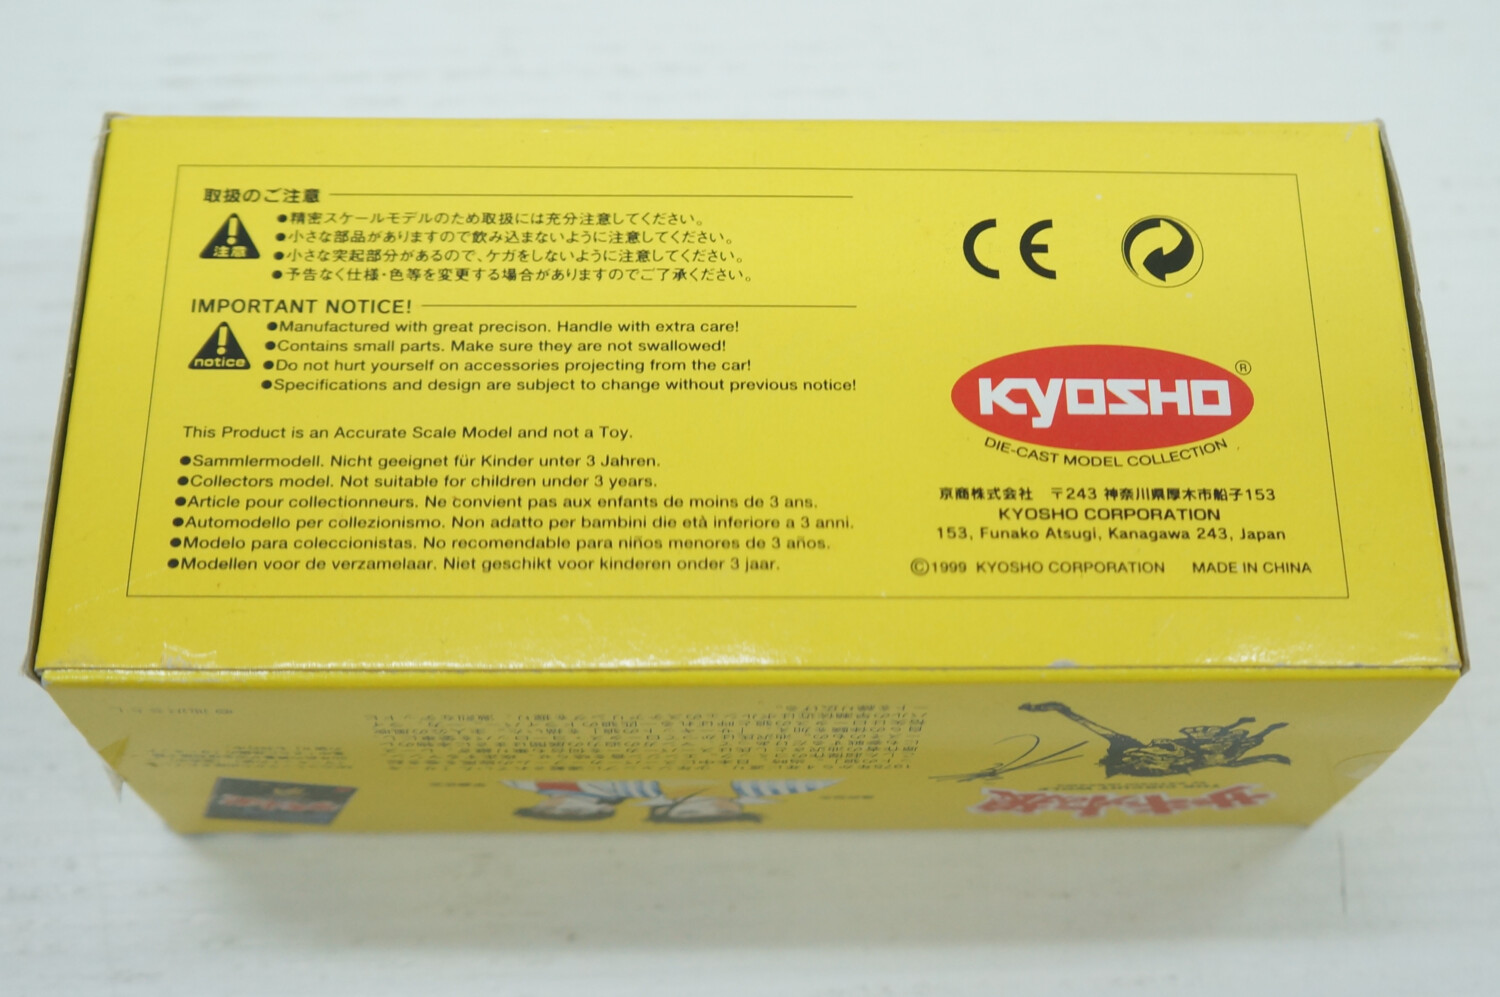 取扱のご注意
注意
●精密スケールモデルのため取扱には充分注意してください。
●小さな部品がありますので飲み込まないように注意してください。
●小さな突起部分があるので、ケガをしないように注意してください。
●予告なく仕様・色等を変更する場合がありますのでご了承ください。
IMPORTANT NOTICE!
notice
●Manufactured with great precison. Handle with extra care!
●Contains small parts. Make sure they are not swallowed!
●Do not hurt yourself on accessories projecting from the car!
●Specifications and design are subject to change without previous notice!
This Product is an Accurate Scale Model and not a Toy.
●Sammlermodell. Nicht geeignet für Kinder unter 3 Jahren.
●Collectors model. Not suitable for children under 3 years.
●Article pour collectionneurs. Ne convient pas aux enfants de moins de 3 ans.
●Automodello per collezionismo. Non adatto per bambini die età inferiore a 3 anni.
●Modelo para coleccionistas. No recomendable para niños menores de 3 años.
●Modellen voor de verzamelaar. Niet geschikt voor kinderen onder 3 jaar.
CE
KYOSHO ®
DIE-CAST MODEL COLLECTION
京商株式会社 〒243 神奈川県厚木市船子153
KYOSHO CORPORATION
153, Funako Atsugi, Kanagawa 243, Japan
©1999 KYOSHO CORPORATION MADE IN CHINA
サーキットの狼